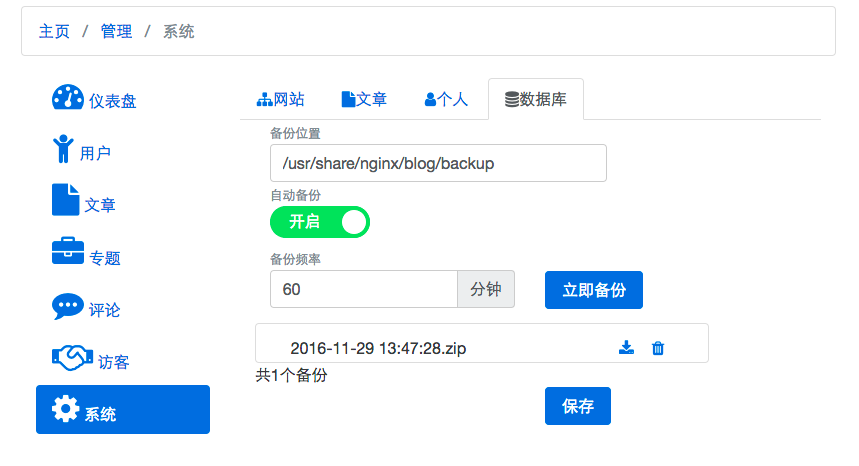 主页 / 管理 / 系统
仪表盘
用户
文章
专题
评论
访客
系统
网站 文章 个人 数据库
备份位置
/usr/share/nginx/blog/backup
自动备份
开启
备份频率
60 分钟 立即备份
2016-11-29 13:47:28.zip
共1个备份
保存